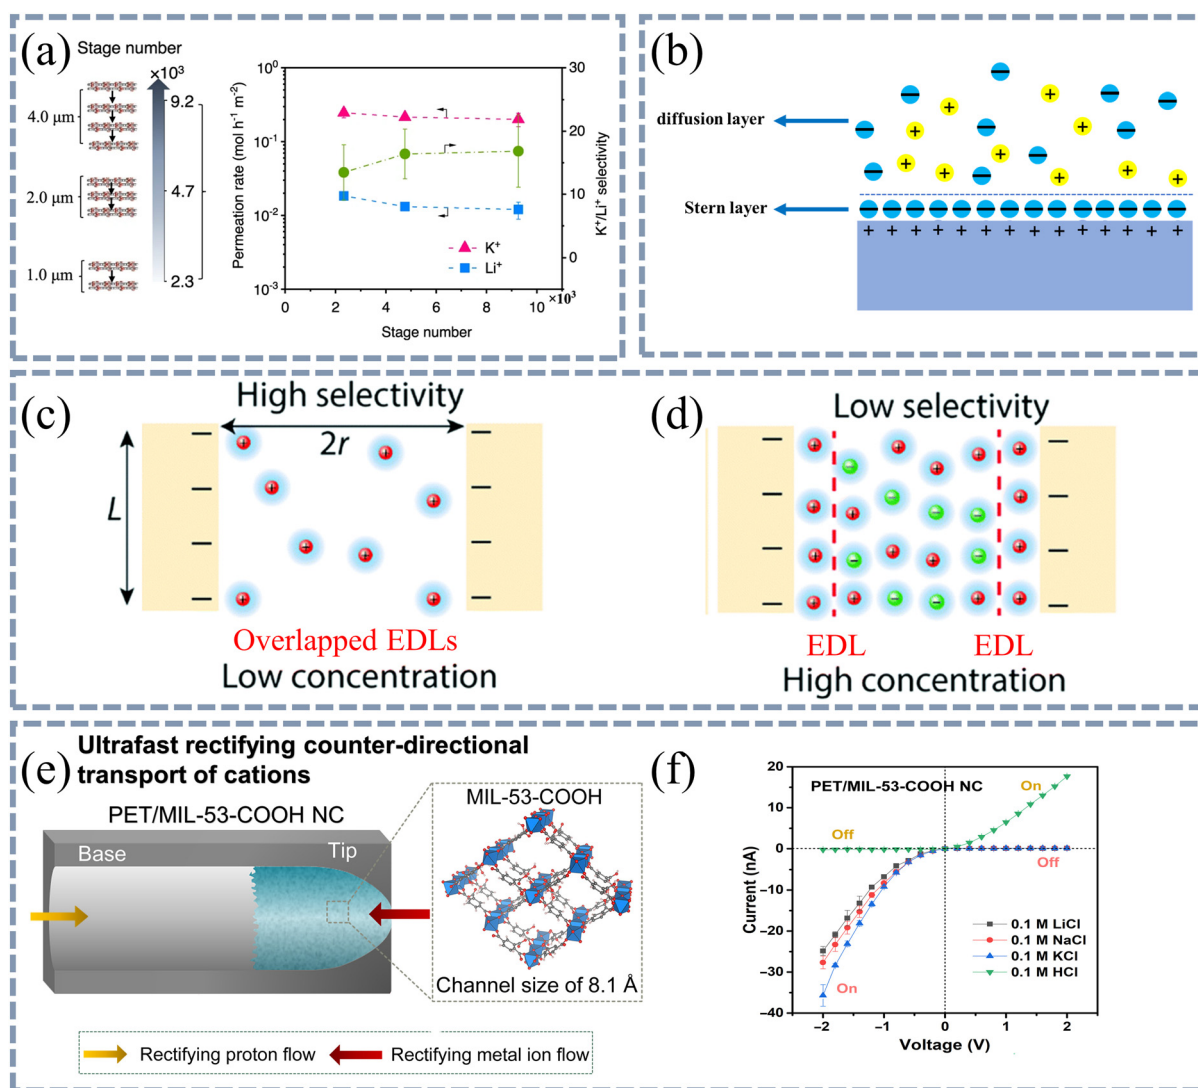 (a)
Stage number
×10³
4.0 μm
9.2
2.0 μm
4.7
1.0 μm
2.3
Permeation rate (mol h⁻¹ m⁻²)
10⁰
10⁻¹
10⁻²
10⁻³
30
20
10
0
K⁺/Li⁺ selectivity
K⁺
Li⁺
0 2 4 6 8 10
×10³
Stage number
(b)
diffusion layer
Stern layer
(c)
High selectivity
2r
L
Overlapped EDLs
Low concentration
(d)
Low selectivity
EDL EDL
High concentration
(e)
Ultrafast rectifying counter-directional
transport of cations
PET/MIL-53-COOH NC
Base
Tip
MIL-53-COOH
Channel size of 8.1 Å
Rectifying proton flow
Rectifying metal ion flow
(f)
PET/MIL-53-COOH NC
Current (nA)
20
10
0
−10
−20
−30
−40
On
Off
Off
On
0.1 M LiCl
0.1 M NaCl
0.1 M KCl
0.1 M HCl
−2 −1 0 1 2
Voltage (V)